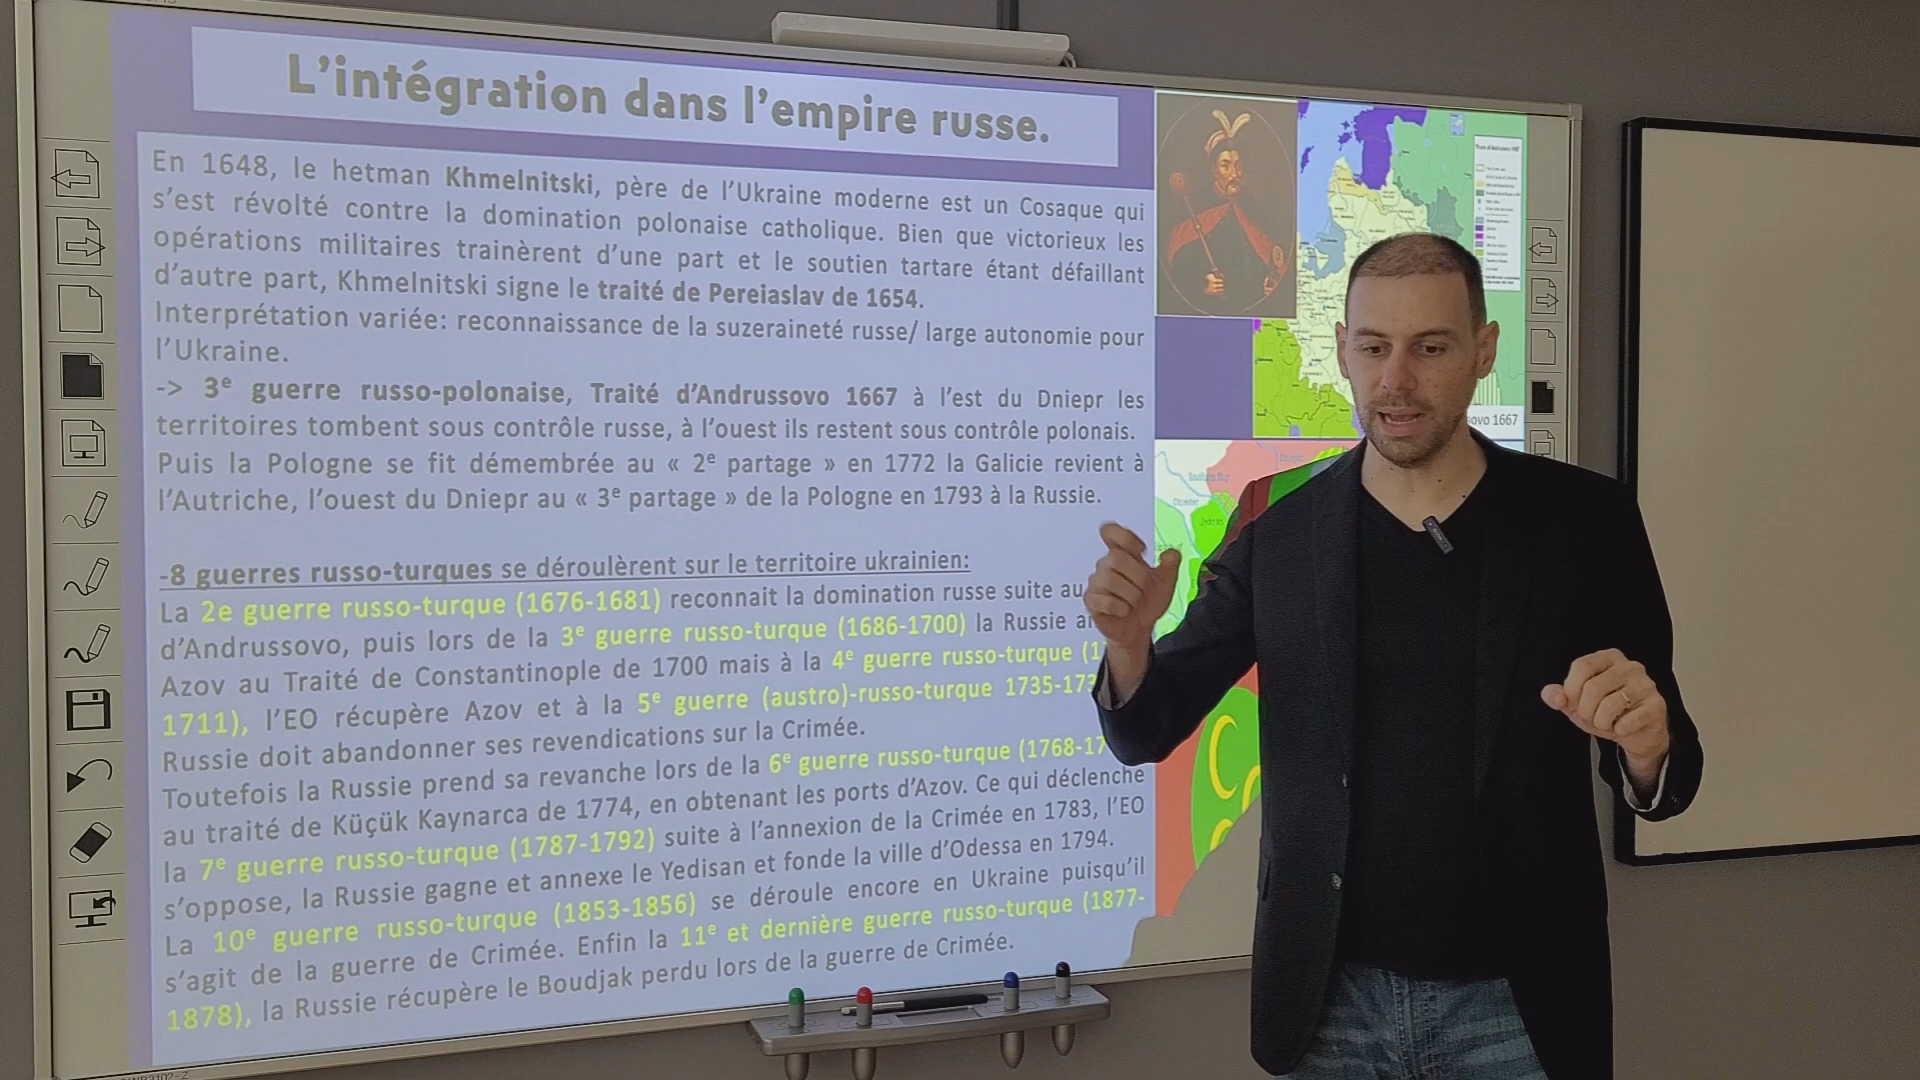 L'intégration dans l'empire russe.
En 1648, le hetman Khmelnitski, père de l'Ukraine moderne est un Cosaque qui
s'est révolté contre la domination polonaise catholique. Bien que victorieux les
opérations militaires trainèrent d'une part et le soutien tartare étant défaillant
d'autre part, Khmelnitski signe le traité de Pereiaslav de 1654.
Interprétation variée: reconnaissance de la suzeraineté russe/ large autonomie pour
l'Ukraine.
-> 3e guerre russo-polonaise, Traité d'Andrussovo 1667 à l'est du Dniepr les
territoires tombent sous contrôle russe, à l'ouest ils restent sous contrôle polonais.
Puis la Pologne se fit démembrée au « 2e partage » en 1772 la Galicie revient à
l'Autriche, l'ouest du Dniepr au « 3e partage » de la Pologne en 1793 à la Russie.
-8 guerres russo-turques se déroulèrent sur le territoire ukrainien:
La 2e guerre russo-turque (1676-1681) reconnait la domination russe suite au
d'Andrussovo, puis lors de la 3e guerre russo-turque (1686-1700) la Russie
Azov au Traité de Constantinople de 1700 mais à la 4e guerre russo-turque
1711), l'EO récupère Azov et à la 5e guerre (austro)-russo-turque 1735-173
Russie doit abandonner ses revendications sur la Crimée.
Toutefois la Russie prend sa revanche lors de la 6e guerre russo-turque (1768-17
au traité de Küçük Kaynarca de 1774, en obtenant les ports d'Azov. Ce qui déclenche
la 7e guerre russo-turque (1787-1792) suite à l'annexion de la Crimée en 1783, l'EO
s'oppose, la Russie gagne et annexe le Yedisan et fonde la ville d'Odessa en 1794.
La 10e guerre russo-turque (1853-1856) se déroule encore en Ukraine puisqu'il
s'agit de la guerre de Crimée. Enfin la 11e et dernière guerre russo-turque (1877-
1878), la Russie récupère le Boudjak perdu lors de la guerre de Crimée.
ovo 1667